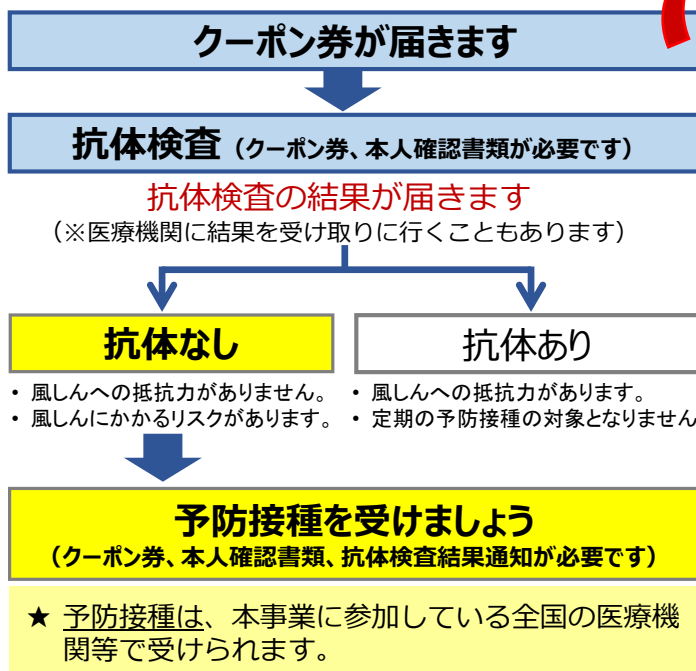 クーポン券が届きます
抗体検査（クーポン券、本人確認書類が必要です）
抗体検査の結果が届きます
（※医療機関に結果を受け取りに行くこともあります）
抗体なし
・ 風しんへの抵抗力がありません。
・ 風しんにかかるリスクがあります。
抗体あり
・ 風しんへの抵抗力があります。
・ 定期の予防接種の対象となりません
予防接種を受けましょう
（クーポン券、本人確認書類、抗体検査結果通知が必要です）
★ 予防接種は、本事業に参加している全国の医療機
関等で受けられます。